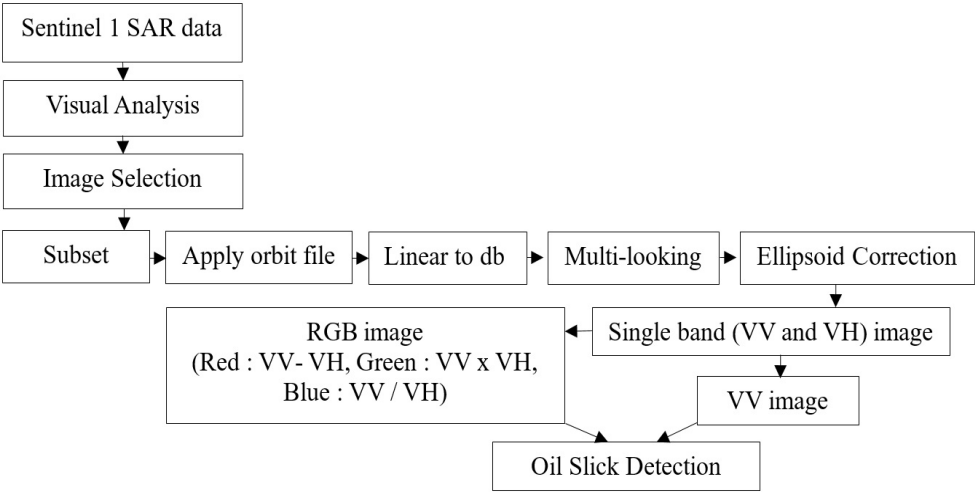 Sentinel 1 SAR data
Visual Analysis
Image Selection
Subset
Apply orbit file
Linear to db
Multi-looking
Ellipsoid Correction
Single band (VV and VH) image
RGB image
(Red : VV- VH, Green : VV x VH,
Blue : VV / VH)
VV image
Oil Slick Detection